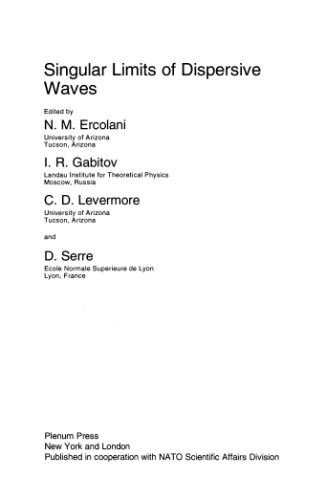 Singular Limits of Dispersive
Waves
Edited by
N. M. Ercolani
University of Arizona
Tucson, Arizona
I. R. Gabitov
Landau Institute for Theoretical Physics
Moscow, Russia
C. D. Levermore
University of Arizona
Tucson, Arizona
and
D. Serre
Ecole Normale Superieure de Lyon
Lyon, France
Plenum Press
New York and London
Published in cooperation with NATO Scientific Affairs Division